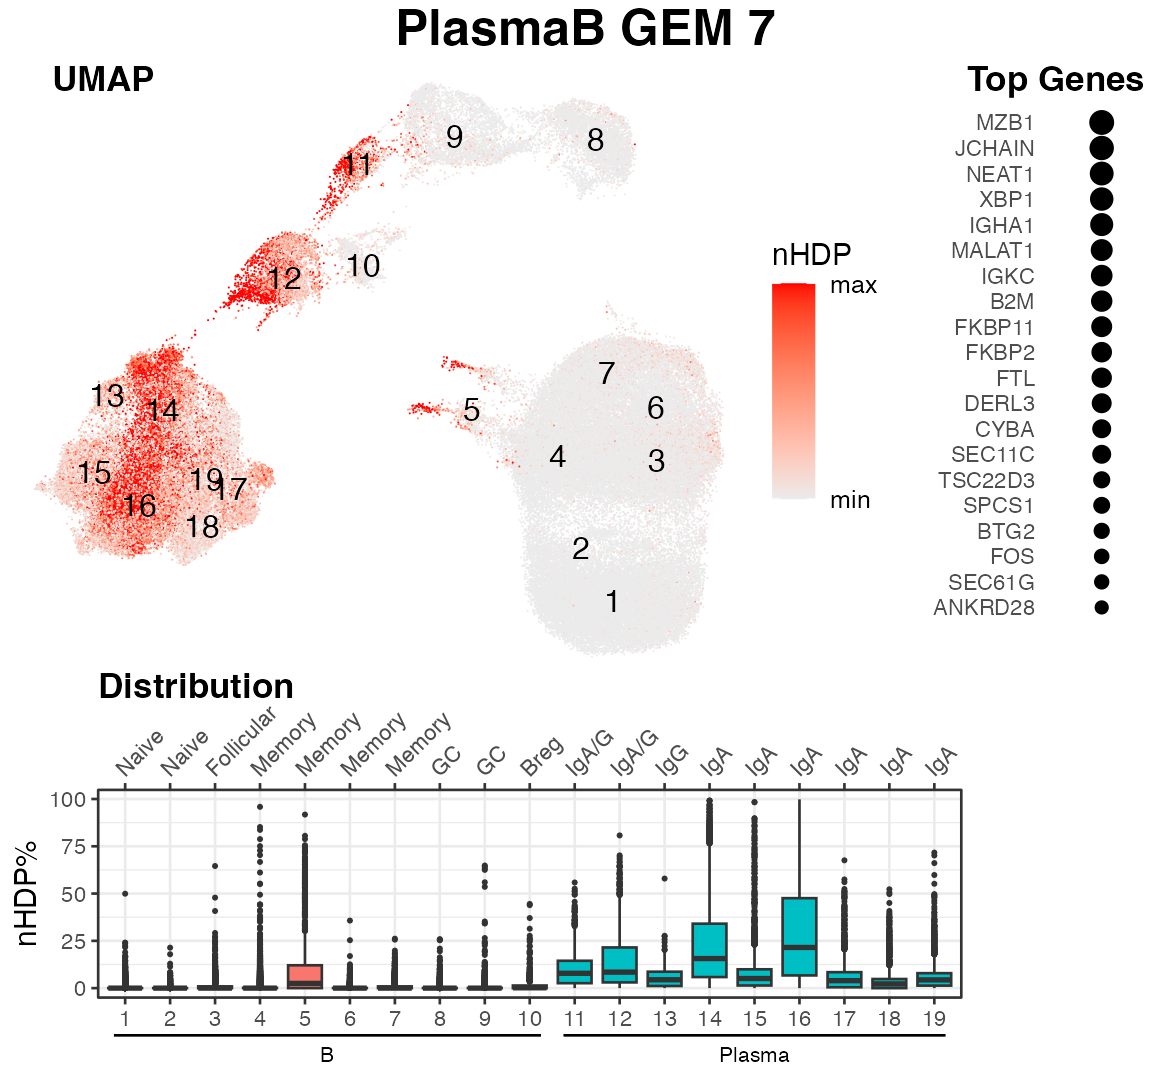 PlasmaB GEM 7
UMAP
Top Genes
9
8
11
12
10
13
14
15
16
19
17
18
5
7
6
4
3
2
1
nHDP
max
min
MZB1
JCHAIN
NEAT1
XBP1
IGHA1
MALAT1
IGKC
B2M
FKBP11
FKBP2
FTL
DERL3
CYBA
SEC11C
TSC22D3
SPCS1
BTG2
FOS
SEC61G
ANKRD28
Distribution
Naive Naive Follicular Memory Memory Memory Memory GC GC Breg IgA/G IgA/G IgG IgA IgA IgA IgA IgA IgA
nHDP%
100
75
50
25
0
1 2 3 4 5 6 7 8 9 10 11 12 13 14 15 16 17 18 19
B Plasma